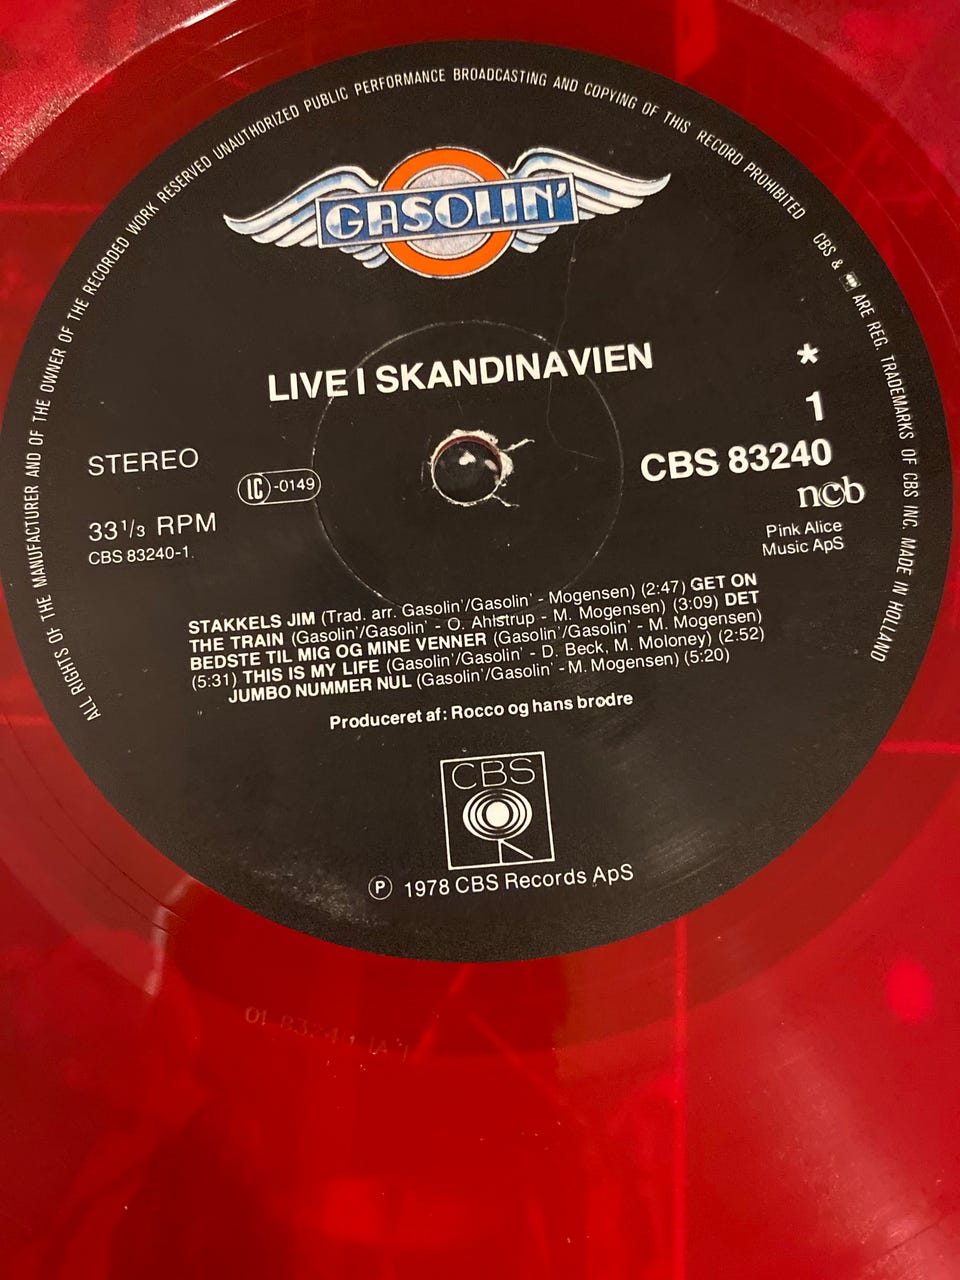 ALL RIGHTS OF THE MANUFACTURER AND OF THE OWNER OF THE RECORDED WORK RESERVED UNAUTHORIZED PUBLIC PERFORMANCE BROADCASTING AND COPYING OF THIS RECORD PROHIBITED
CBS & ARE REG. TRADEMARKS OF CBS INC. MADE IN HOLLAND
GASOLIN'
LIVE I SKANDINAVIEN
*
1
STEREO
LC -0149
CBS 83240
ncb
33 1/3 RPM
CBS 83240-1
Pink Alice
Music ApS
STAKKELS JIM (Trad. arr. Gasolin'/Gasolin' - Mogensen) (2:47) GET ON
THE TRAIN (Gasolin'/Gasolin' - O. Ahlstrup - M. Mogensen) (3:09) DET
BEDSTE TIL MIG OG MINE VENNER (Gasolin'/Gasolin' - M. Mogensen)
(5:31) THIS IS MY LIFE (Gasolin'/Gasolin' - D. Beck, M. Moloney) (2:52)
JUMBO NUMMER NUL (Gasolin'/Gasolin' - M. Mogensen) (5:20)
Produceret af: Rocco og hans brødre
CBS
Ⓟ 1978 CBS Records ApS